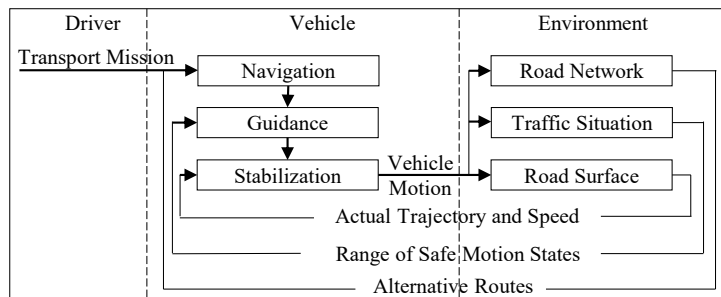 Driver Vehicle Environment
Transport Mission
Navigation Road Network
Guidance Traffic Situation
Vehicle
Stabilization Road Surface
Motion
Actual Trajectory and Speed
Range of Safe Motion States
Alternative Routes